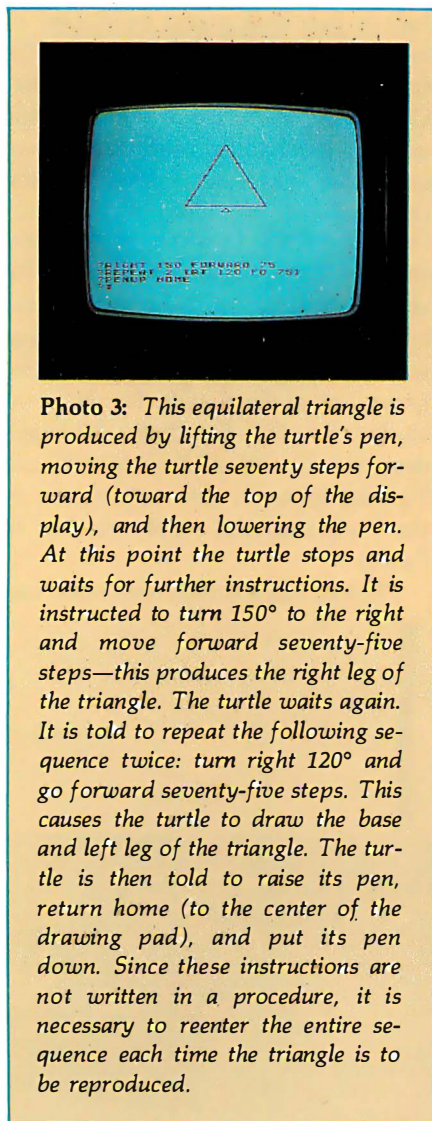 ?RIGHT 150 FORWARD 75
?REPEAT 2 [RT 120 FD 75]
?PENUP HOME
?
Photo 3: This equilateral triangle is
produced by lifting the turtle's pen,
moving the turtle seventy steps for-
ward (toward the top of the dis-
play), and then lowering the pen.
At this point the turtle stops and
waits for further instructions. It is
instructed to turn 150° to the right
and move forward seventy-five
steps—this produces the right leg of
the triangle. The turtle waits again.
It is told to repeat the following se-
quence twice: turn right 120° and
go forward seventy-five steps. This
causes the turtle to draw the base
and left leg of the triangle. The tur-
tle is then told to raise its pen,
return home (to the center of the
drawing pad), and put its pen
down. Since these instructions are
not written in a procedure, it is
necessary to reenter the entire se-
quence each time the triangle is to
be reproduced.